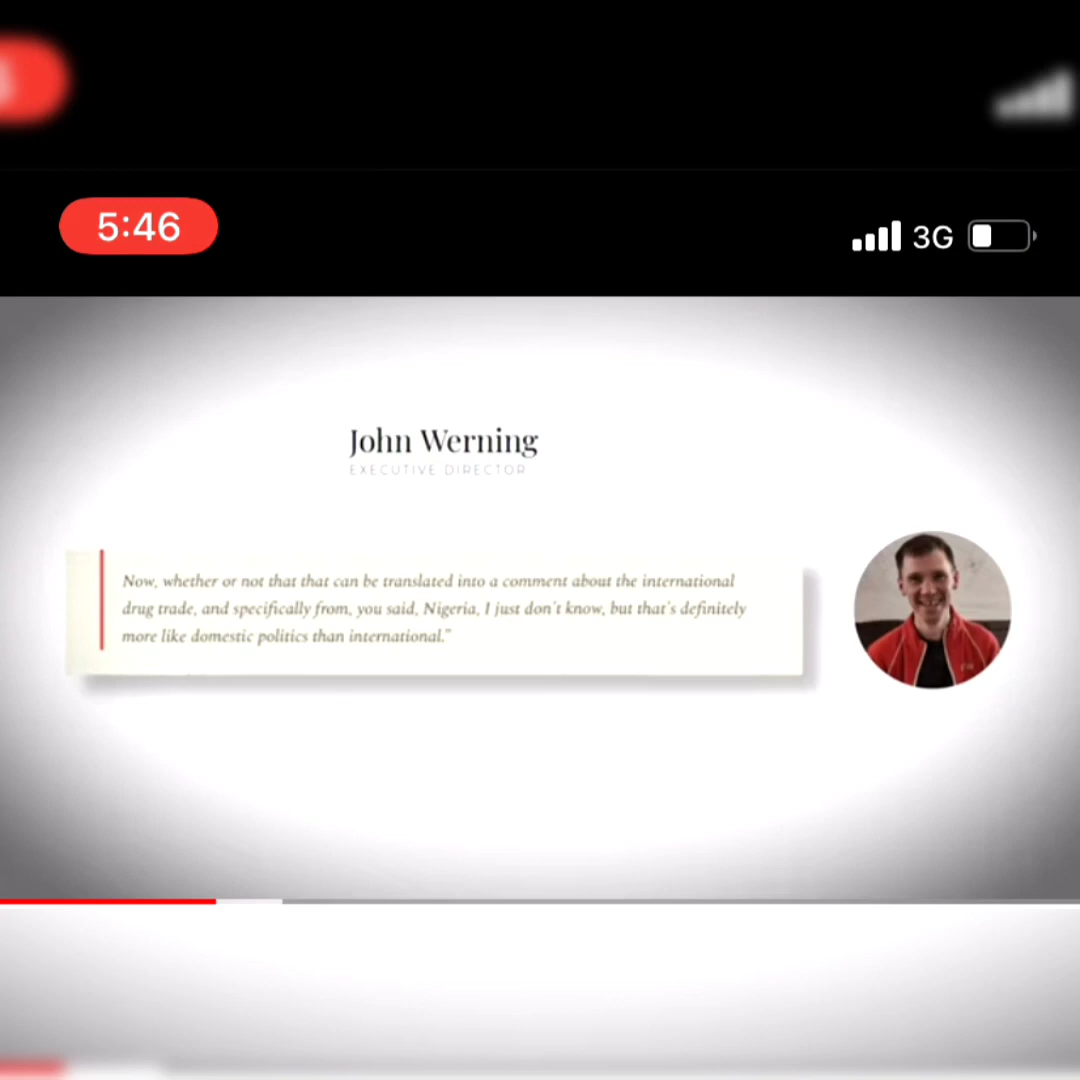 5:46
3G
John Werning
EXECUTIVE DIRECTOR
Now, whether or not that that can be translated into a comment about the international
drug trade, and specifically from, you said, Nigeria, I just don't know, but that's definitely
more like domestic politics than international."